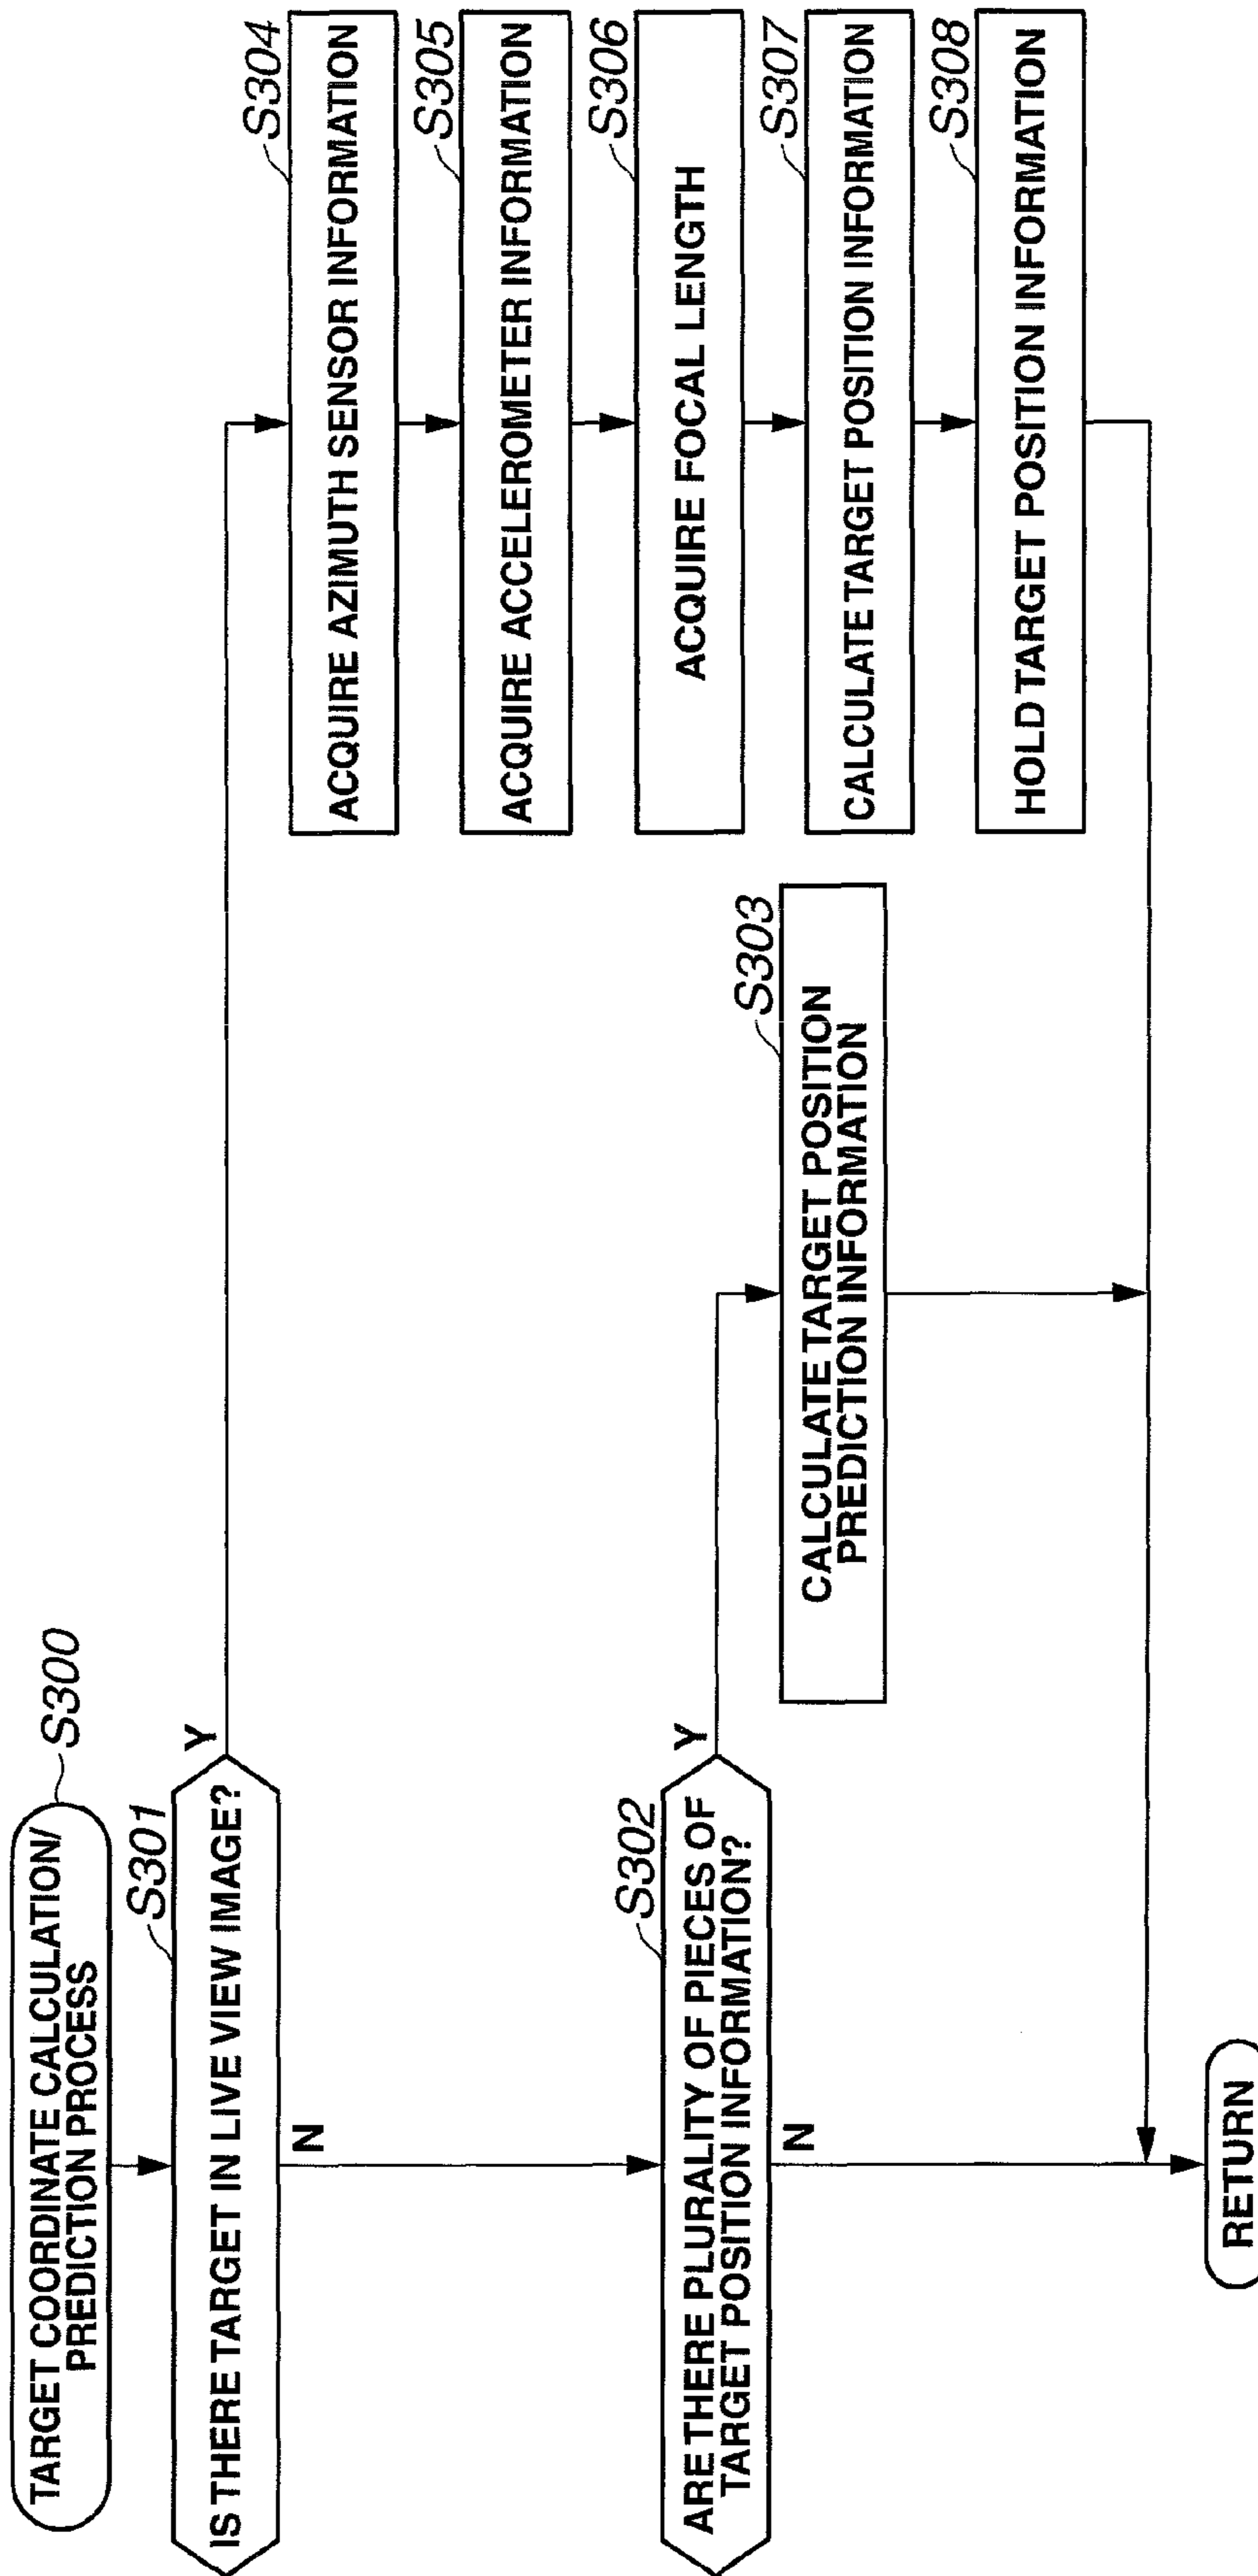 TARGET COORDINATE CALCULATION/
PREDICTION PROCESS
S300
S301
IS THERE TARGET IN LIVE VIEW IMAGE?
Y
N
S302
ARE THERE PLURALITY OF PIECES OF
TARGET POSITION INFORMATION?
Y
N
S303
CALCULATE TARGET POSITION
PREDICTION INFORMATION
S304
ACQUIRE AZIMUTH SENSOR INFORMATION
S305
ACQUIRE ACCELEROMETER INFORMATION
S306
ACQUIRE FOCAL LENGTH
S307
CALCULATE TARGET POSITION INFORMATION
S308
HOLD TARGET POSITION INFORMATION
RETURN